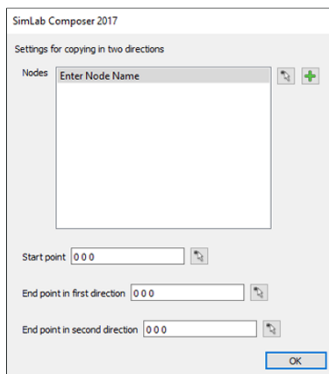 SimLab Composer 2017
Settings for copying in two directions
Nodes Enter Node Name
Start point 0 0 0
End point in first direction 0 0 0
End point in second direction 0 0 0
OK